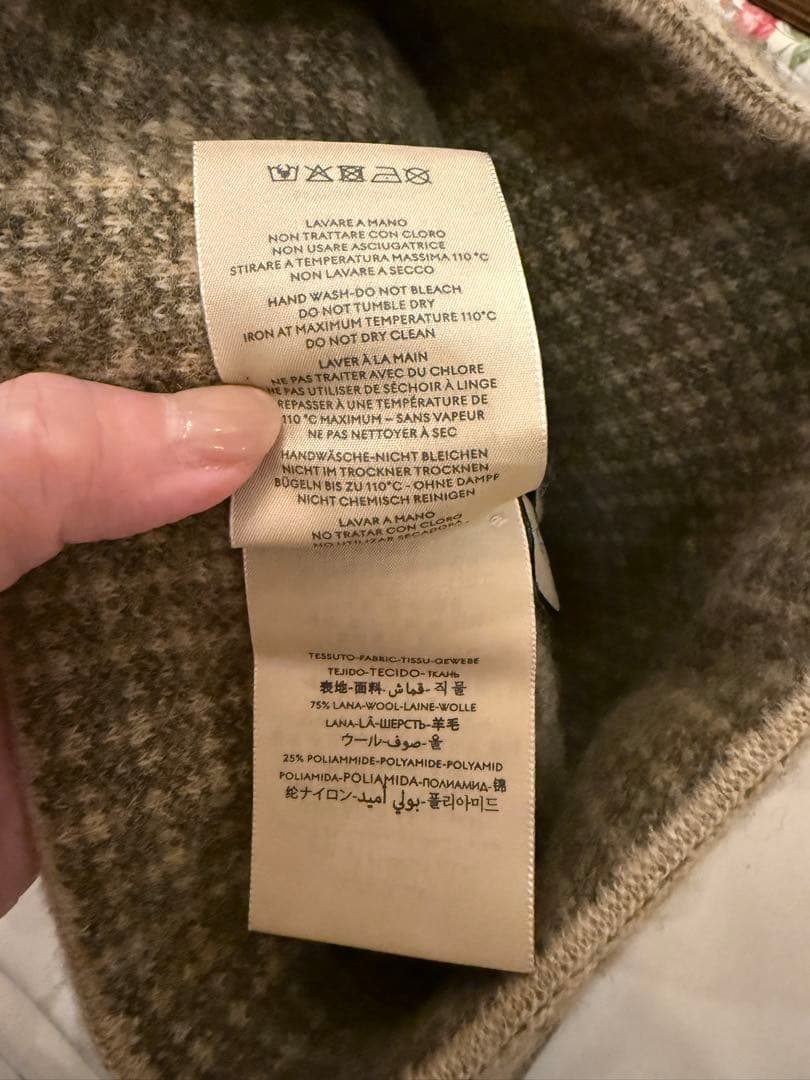 LAVARE A MANO
NON TRATTARE CON CLORO
NON USARE ASCIUGATRICE
STIRARE A TEMPERATURA MASSIMA 110°C
NON LAVARE A SECCO
HAND WASH-DO NOT BLEACH
DO NOT TUMBLE DRY
IRON AT MAXIMUM TEMPERATURE 110°C
DO NOT DRY CLEAN
LAVER À LA MAIN
NE PAS TRAITER AVEC DU CHLORE
NE PAS UTILISER DE SÉCHOIR À LINGE
REPASSER À UNE TEMPÉRATURE DE
110°C MAXIMUM – SANS VAPEUR
NE PAS NETTOYER À SEC
HANDWÄSCHE-NICHT BLEICHEN
NICHT IM TROCKNER TROCKNEN
BÜGELN BIS ZU 110°C - OHNE DAMPF
NICHT CHEMISCH REINIGEN
LAVAR A MANO
NO TRATAR CON CLORO
NO UTILIZAR SECADORA-
TESSUTO-FABRIC-TISSU-GEWEBE
TEJIDO-TECIDO-ТКАНЬ
表地-面料-قماش-직물
75% LANA-WOOL-LAINE-WOLLE
LANA-LÃ-ШЕРСТЬ-羊毛
ウール-صوف-울
25% POLIAMMIDE-POLYAMIDE-POLYAMID
POLIAMIDA-POLIAMIDA-ПОЛИАМИД-锦
纶ナイロン-بولي أميد-폴리아미드